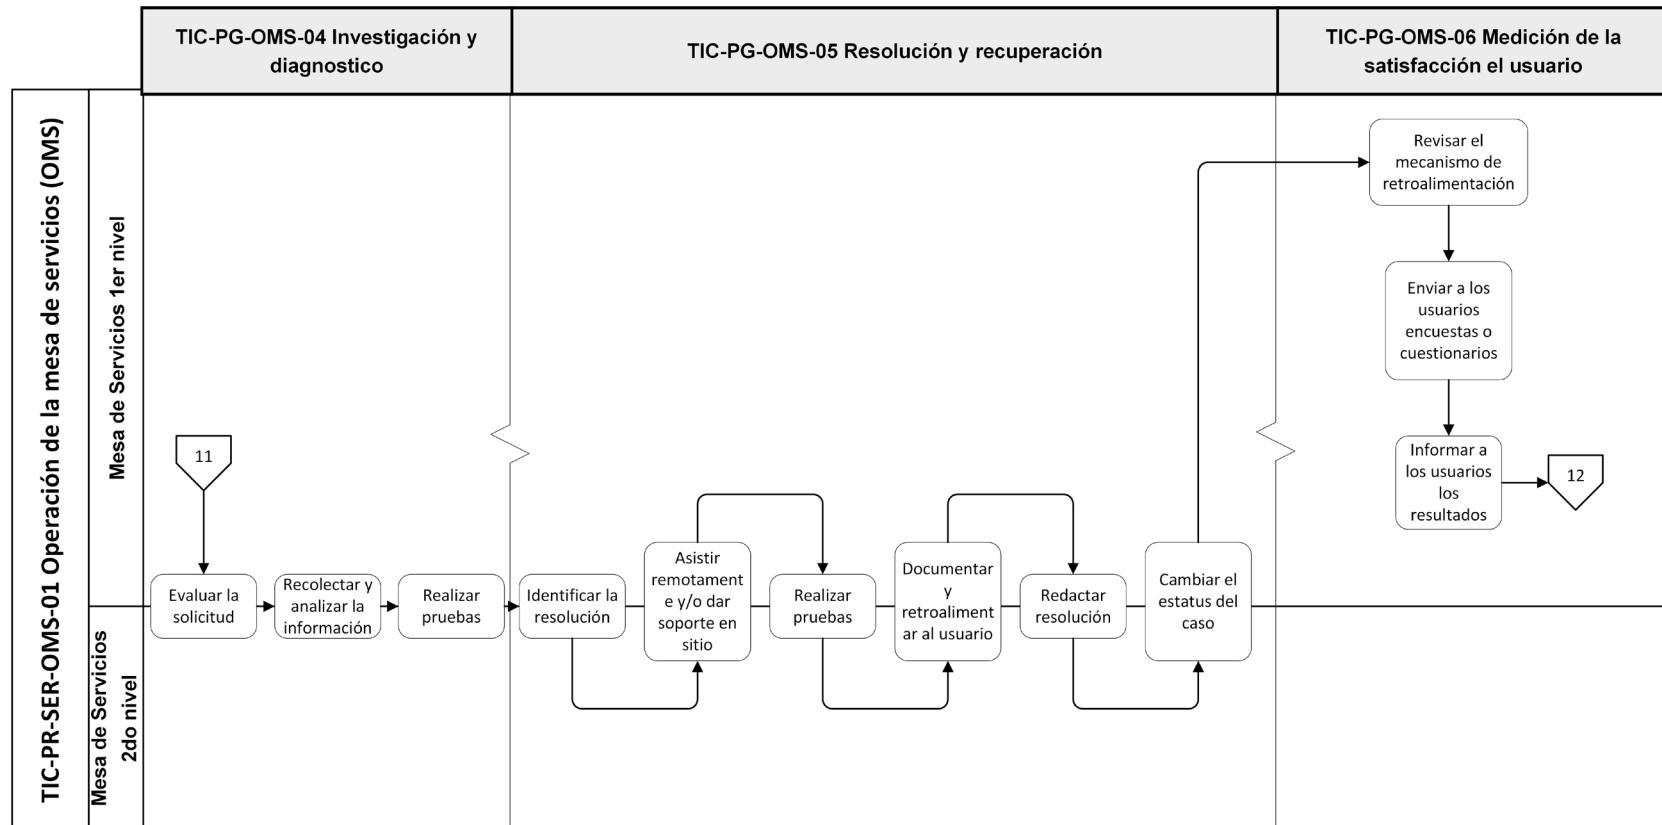 TIC-PG-OMS-04 Investigación y
diagnostico
TIC-PG-OMS-05 Resolución y recuperación
TIC-PG-OMS-06 Medición de la
satisfacción el usuario
TIC-PR-SER-OMS-01 Operación de la mesa de servicios (OMS)
Mesa de Servicios 1er nivel
Mesa de Servicios
2do nivel
11
Evaluar la
solicitud
Recolectar y
analizar la
información
Realizar
pruebas
Identificar la
resolución
Asistir
remotament
e y/o dar
soporte en
sitio
Realizar
pruebas
Documentar
y
retroaliment
ar al usuario
Redactar
resolución
Cambiar el
estatus del
caso
Revisar el
mecanismo de
retroalimentación
Enviar a los
usuarios
encuestas o
cuestionarios
Informar a
los usuarios
los
resultados
12